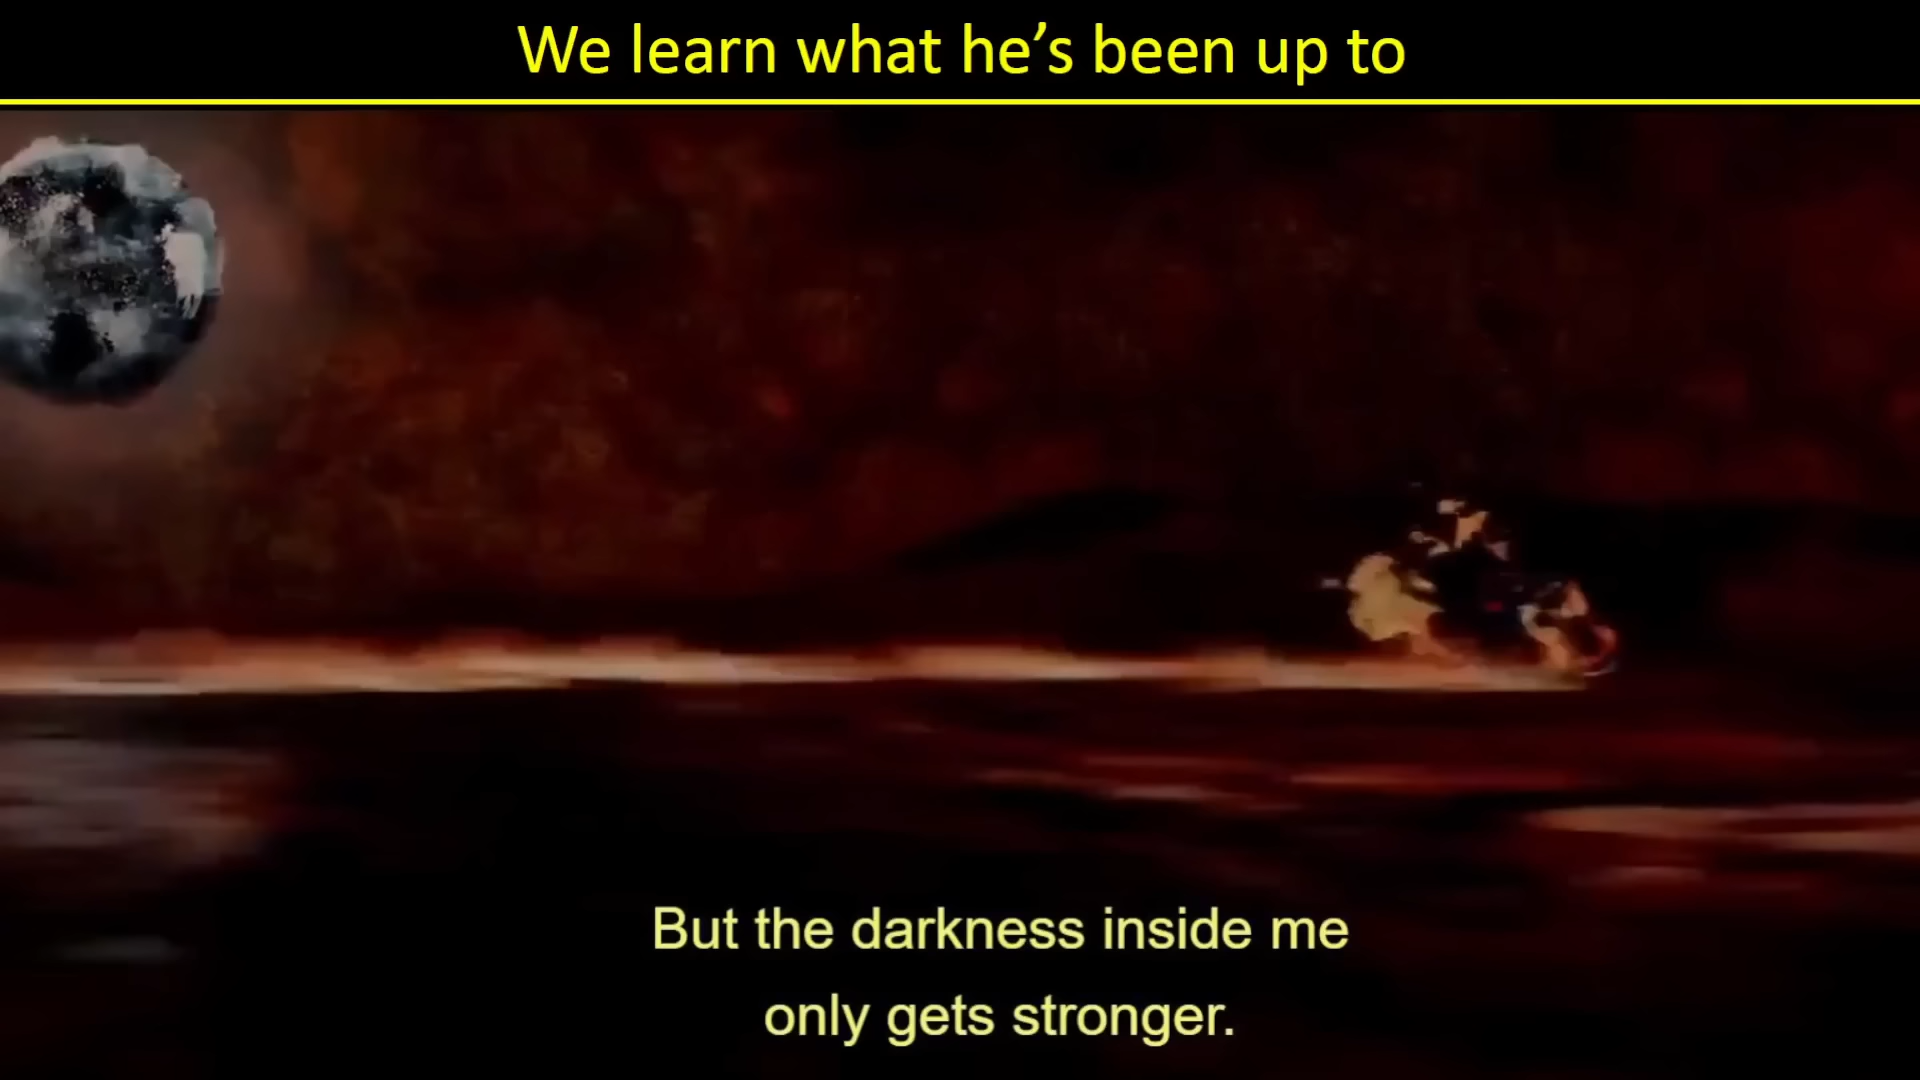 We learn what he’s been up to
But the darkness inside me
only gets stronger.